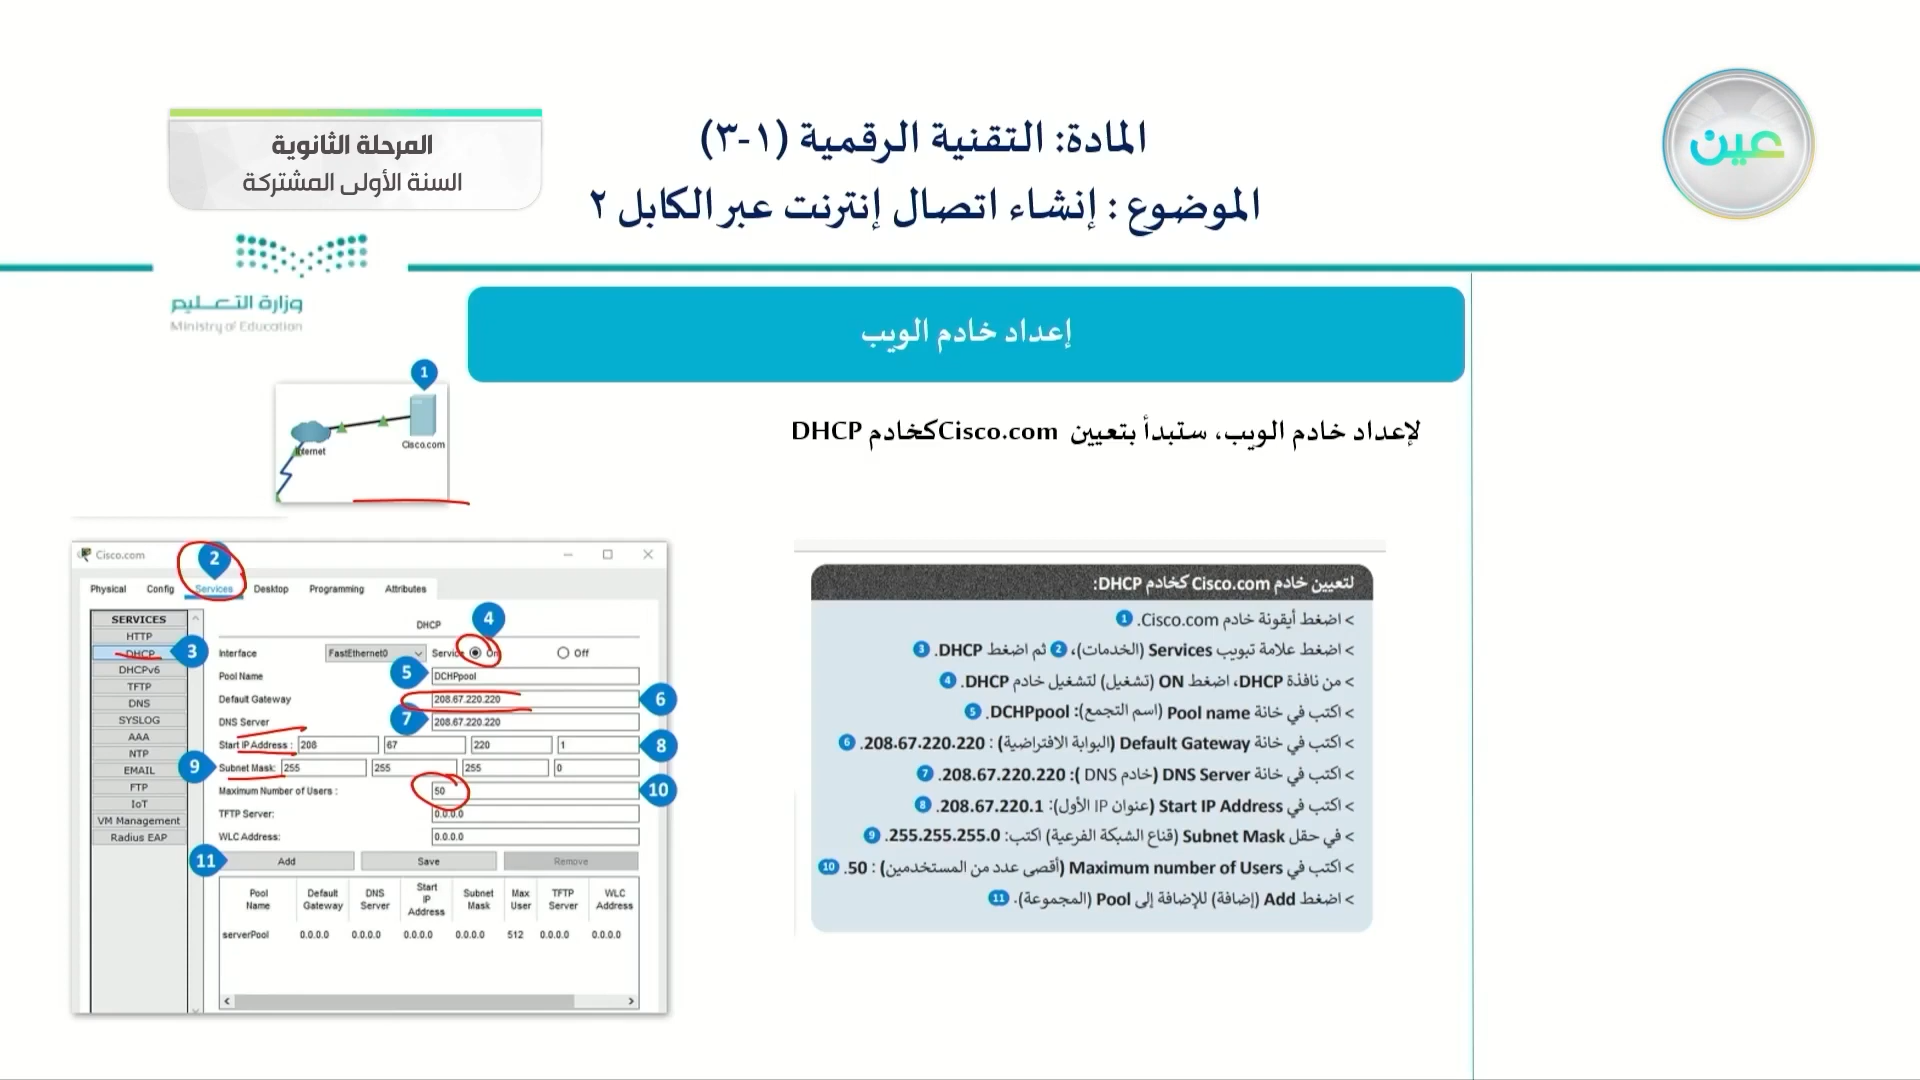 عين
المادة: التقنية الرقمية (١-٣)
الموضوع : إنشاء اتصال إنترنت عبر الكابل ٢
المرحلة الثانوية
السنة الأولى المشتركة
وزارة التعليم
Ministry of Education
إعداد خادم الويب
لإعداد خادم الويب، ستبدأ بتعيين Cisco.comكخادم DHCP
1
Cisco.com
Internet
لتعيين خادم Cisco.com كخادم DHCP:
> اضغط أيقونة خادم Cisco.com. 1
> اضغط علامة تبويب Services (الخدمات)، 2 ثم اضغط DHCP. 3
> من نافذة DHCP، اضغط ON (تشغيل) لتشغيل خادم DHCP. 4
> اكتب في خانة Pool name (اسم التجمع): DCHPpool. 5
> اكتب في خانة Default Gateway (البوابة الافتراضية) : 208.67.220.220. 6
> اكتب في خانة DNS Server (خادم DNS ): 208.67.220.220. 7
> اكتب في Start IP Address (عنوان IP الأول): 208.67.220.1. 8
> في حقل Subnet Mask (قناع الشبكة الفرعية) اكتب: 255.255.255.0. 9
> اكتب في Maximum number of Users (أقصى عدد من المستخدمين) : 50. 10
> اضغط Add (إضافة) للإضافة إلى Pool (المجموعة). 11
Cisco.com
2
Physical Config Services Desktop Programming Attributes
SERVICES
HTTP
DHCP
DHCPv6
TFTP
DNS
SYSLOG
AAA
NTP
EMAIL
FTP
IoT
VM Management
Radius EAP
3
DHCP
4
Interface FastEthernet0 Service On Off
Pool Name 5 DCHPpool
Default Gateway 208.67.220.220 6
DNS Server 7 208.67.220.220
Start IP Address : 208 67 220 1 8
9 Subnet Mask: 255 255 255 0
Maximum Number of Users : 50 10
TFTP Server: 0.0.0.0
WLC Address: 0.0.0.0
11 Add Save Remove
Pool Name Default Gateway DNS Server Start IP Address Subnet Mask Max User TFTP Server WLC Address
serverPool 0.0.0.0 0.0.0.0 0.0.0.0 0.0.0.0 512 0.0.0.0 0.0.0.0